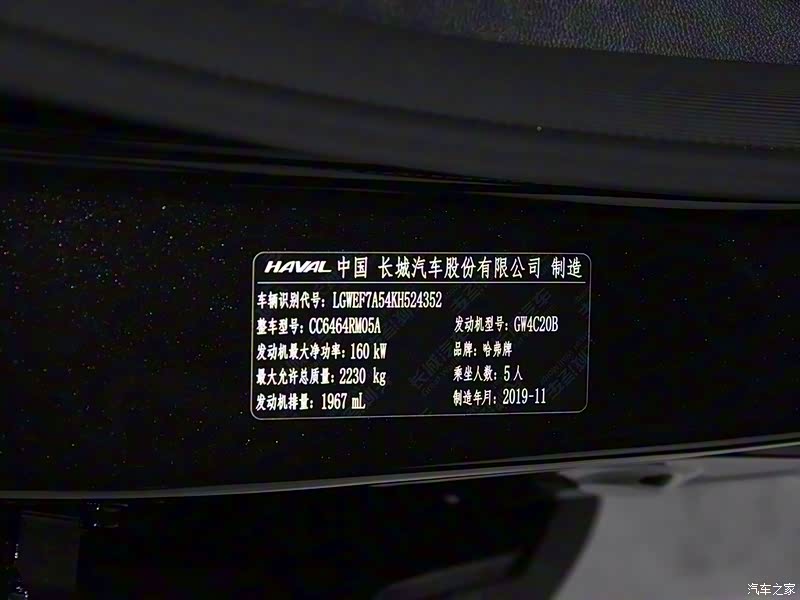 HAVAL 中国 长城汽车股份有限公司 制造
车辆识别代号: LGWEF7A54KH524352
整车型号: CC6464RM05A 发动机型号: GW4C20B
发动机最大净功率: 160 kW 品牌: 哈弗牌
最大允许总质量: 2230 kg 乘坐人数: 5 人
发动机排量: 1967 mL 制造年月: 2019-11
汽车之家